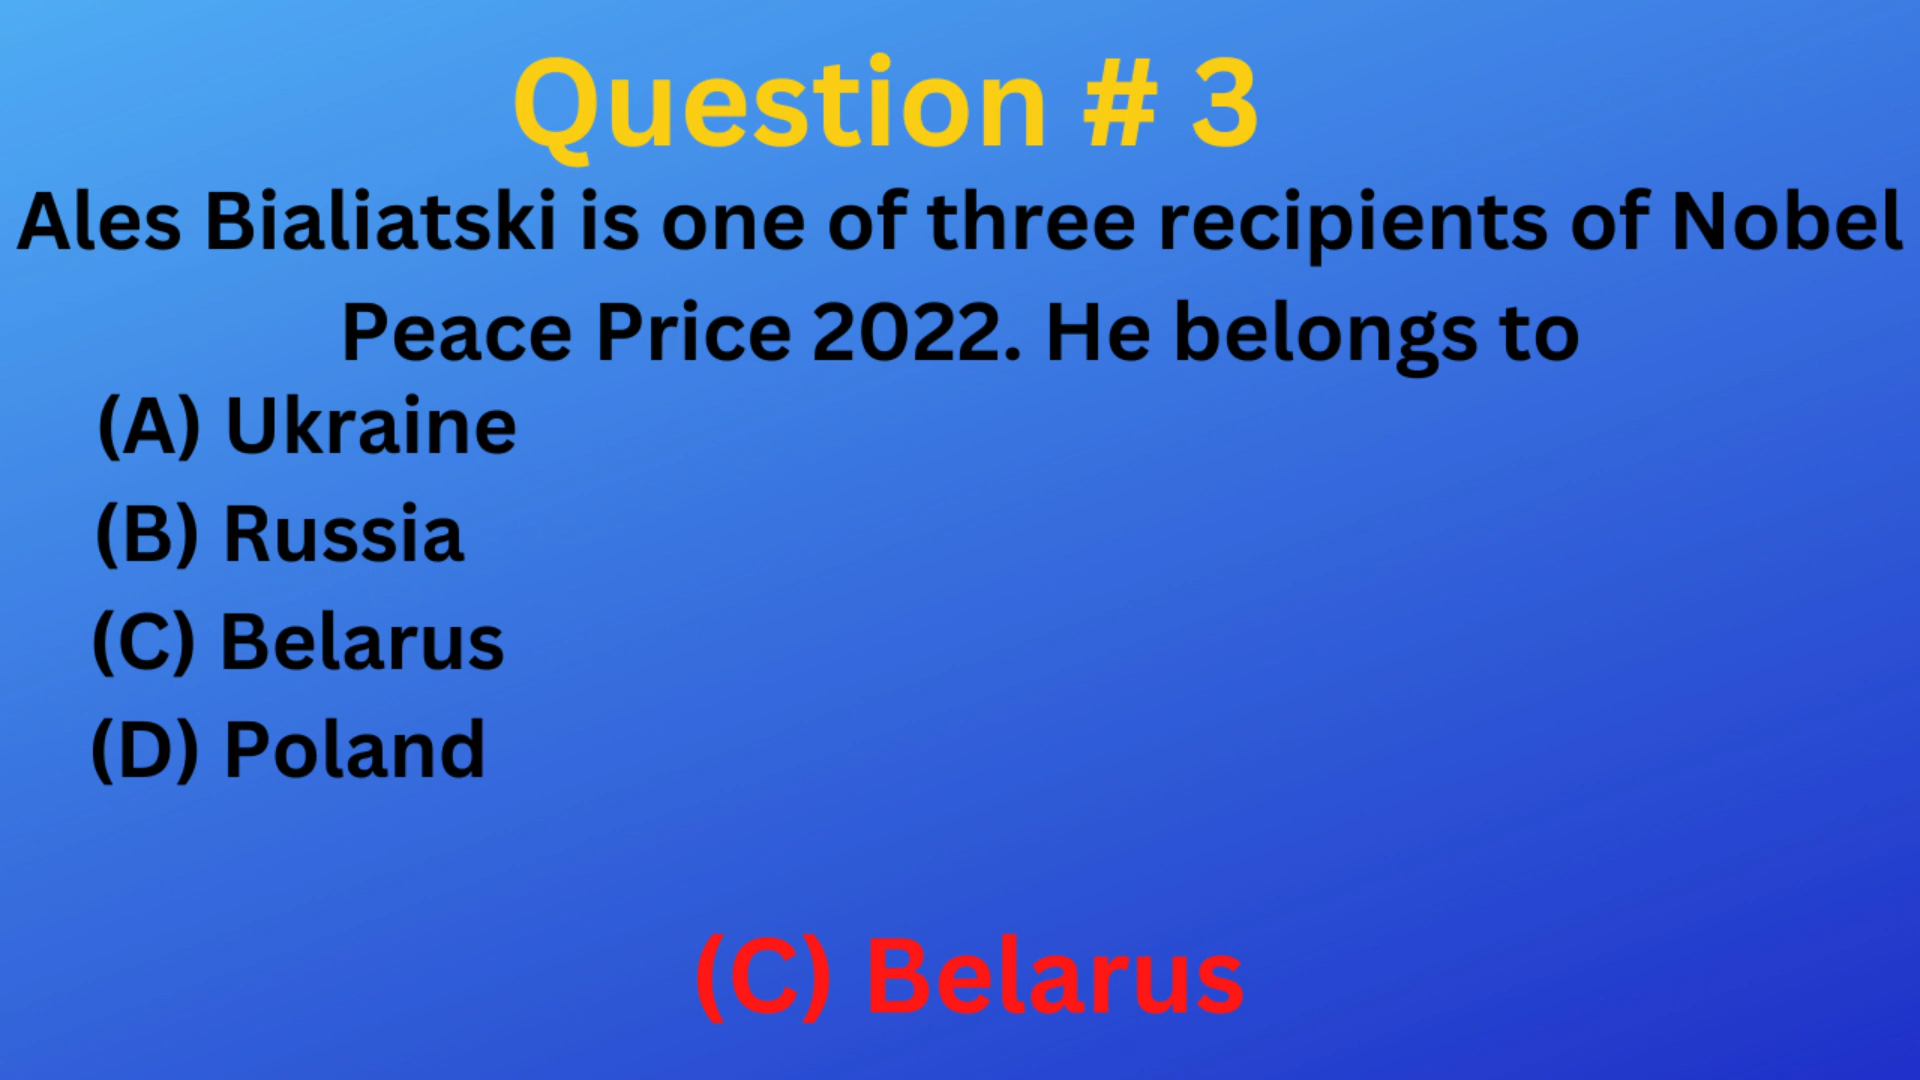 Question # 3
Ales Bialiatski is one of three recipients of Nobel
Peace Price 2022. He belongs to
(A) Ukraine
(B) Russia
(C) Belarus
(D) Poland
(C) Belarus